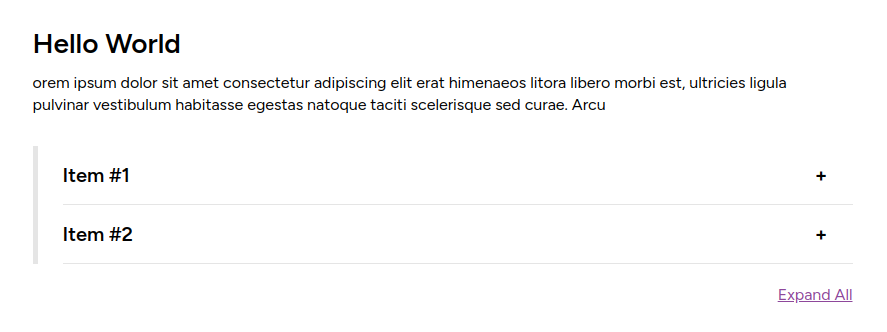 Hello World
orem ipsum dolor sit amet consectetur adipiscing elit erat himenaeos litora libero morbi est, ultricies ligula
pulvinar vestibulum habitasse egestas natoque taciti scelerisque sed curae. Arcu
Item #1 +
Item #2 +
Expand All